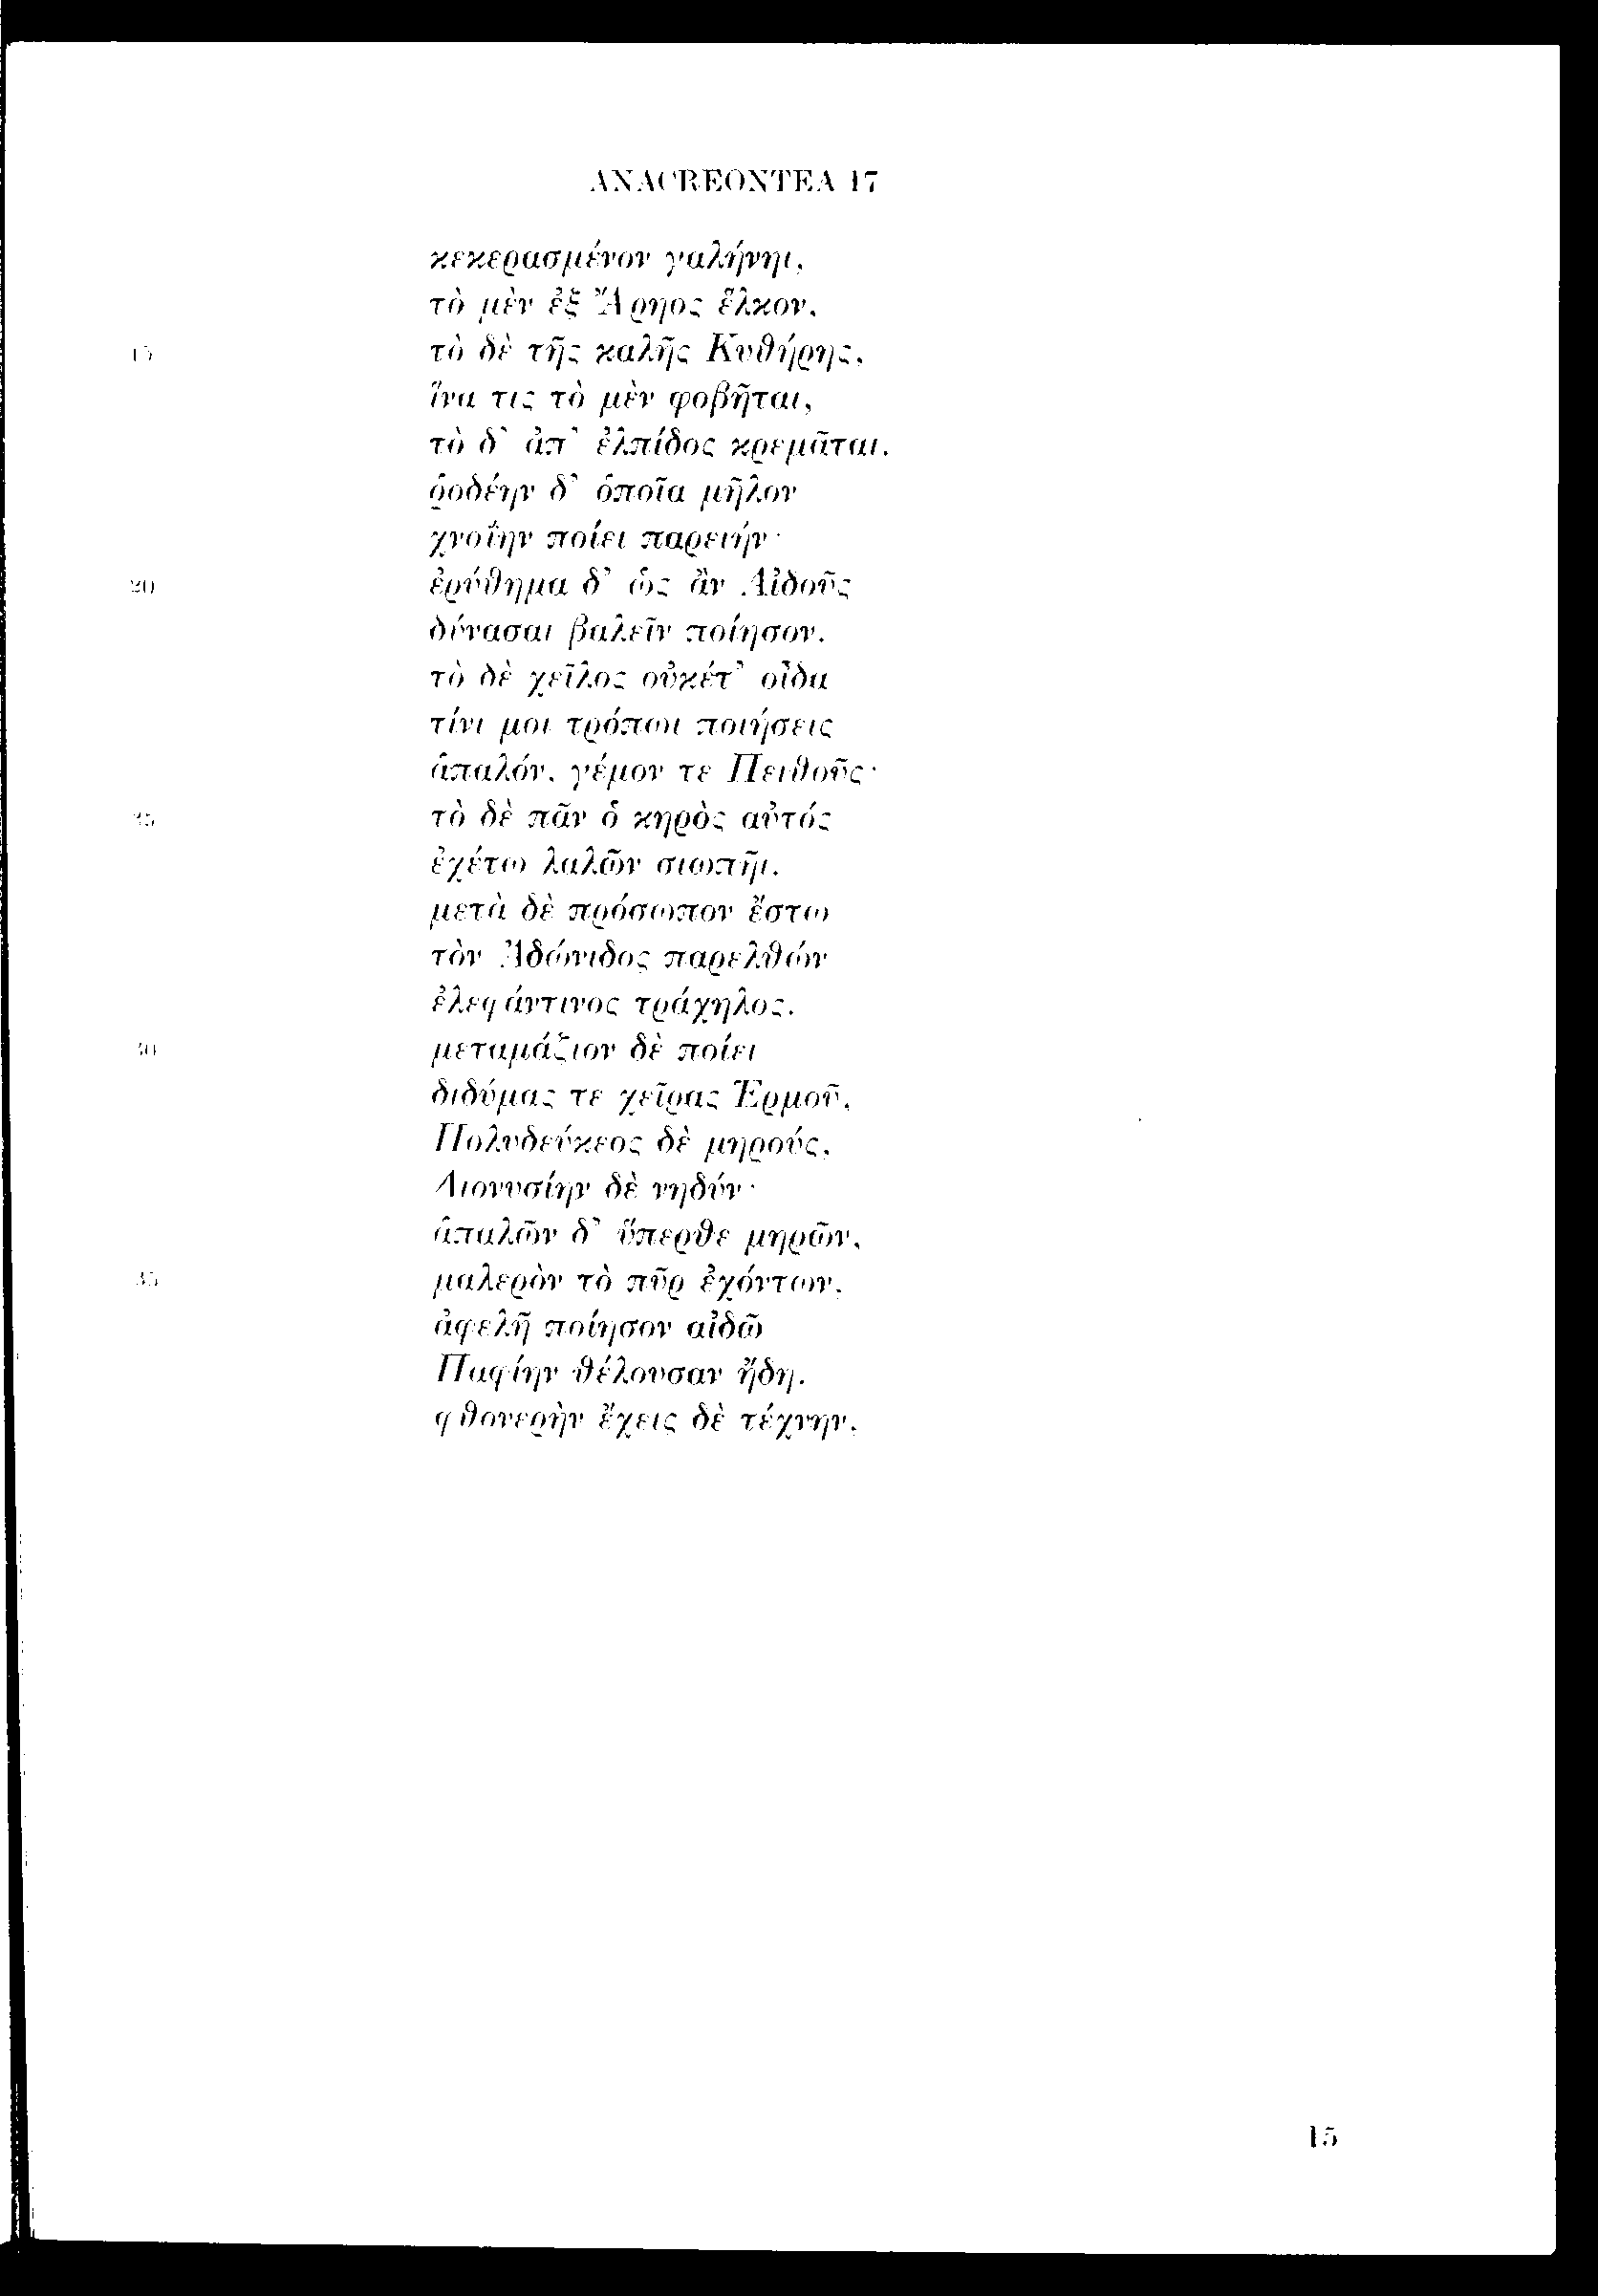 ANACREONTEA 17
κεκερασμένον γαλήνηι,
τὸ μὲν ἐξ Ἄρηος ἕλκον,
15 τὸ δὲ τῆς καλῆς Κυθήρης,
ἵνα τις τὸ μὲν φοβῆται,
τὸ δ᾽ ἀπ᾽ ἐλπίδος κρεμᾶται.
ῥοδέην δ᾽ ὁποῖα μῆλον
χνοΐην ποίει παρειήν·
20 ἐρύθημα δ᾽ ὡς ἂν Αἰδοῦς
δύνασαι βαλεῖν ποίησον.
τὸ δὲ χεῖλος οὐκέτ᾽ οἶδα
τίνι μοι τρόπωι ποιήσεις
ἁπαλόν, γέμον τε Πειθοῦς·
25 τὸ δὲ πᾶν ὁ κηρὸς αὐτός
ἐχέτω λαλῶν σιωπῆι.
μετὰ δὲ πρόσωπον ἔστω
τὸν Ἀδώνιδος παρελθών
ἐλεφάντινος τράχηλος.
30 μεταμάζιον δὲ ποίει
διδύμας τε χεῖρας Ἑρμοῦ,
Πολυδεύκεος δὲ μηρούς,
Διονυσίην δὲ νηδύν·
ἁπαλῶν δ᾽ ὕπερθε μηρῶν,
35 μαλερὸν τὸ πῦρ ἐχόντων,
ἀφελῆ ποίησον αἰδῶ
Παφίην θέλουσαν ἤδη.
φθονερὴν ἔχεις δὲ τέχνην,
15